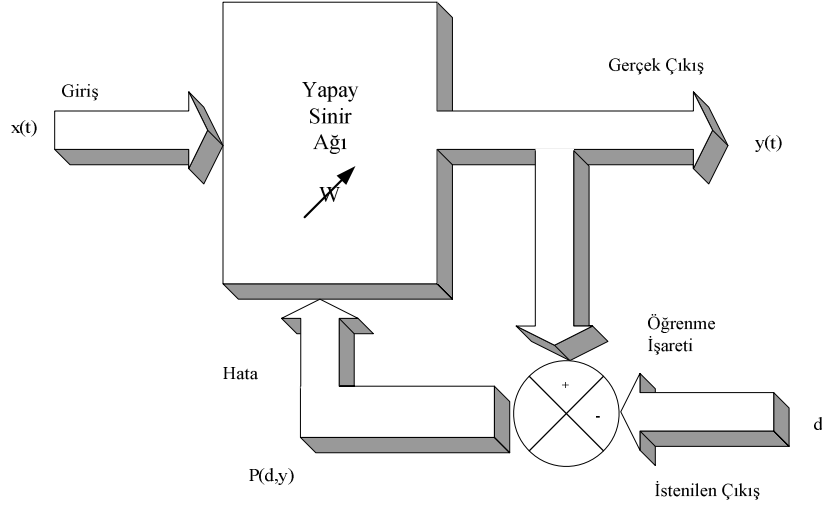 Giriş
x(t)
Yapay
Sinir
Ağı
W
Gerçek Çıkış
y(t)
Öğrenme
İşareti
+
-
d
İstenilen Çıkış
Hata
P(d,y)